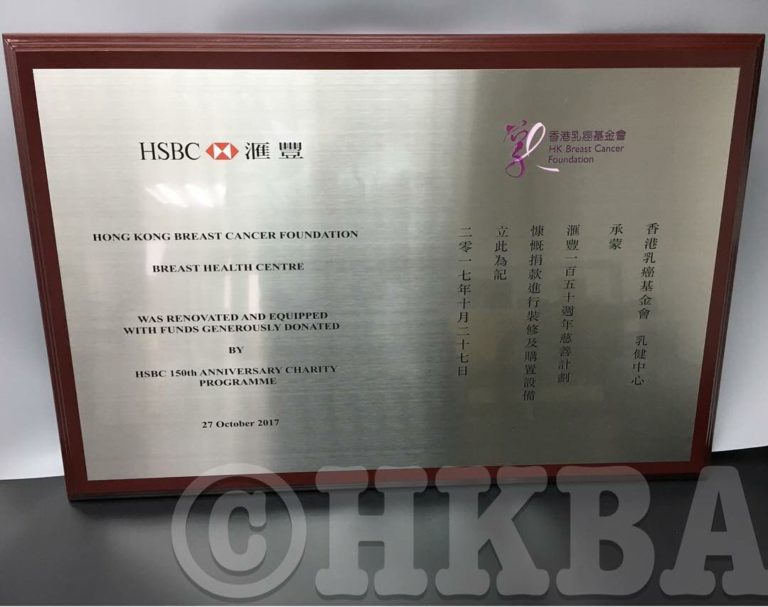 HSBC 滙豐
HONG KONG BREAST CANCER FOUNDATION
BREAST HEALTH CENTRE
WAS RENOVATED AND EQUIPPED
WITH FUNDS GENEROUSLY DONATED
BY
HSBC 150th ANNIVERSARY CHARITY
PROGRAMME
27 October 2017
香港乳癌基金會
HK Breast Cancer
Foundation
香港乳癌基金會 乳健中心
承蒙
滙豐一百五十週年慈善計劃
慷慨捐款進行裝修及購置設備
立此為記
二零一七年十月二十七日
©HKBA